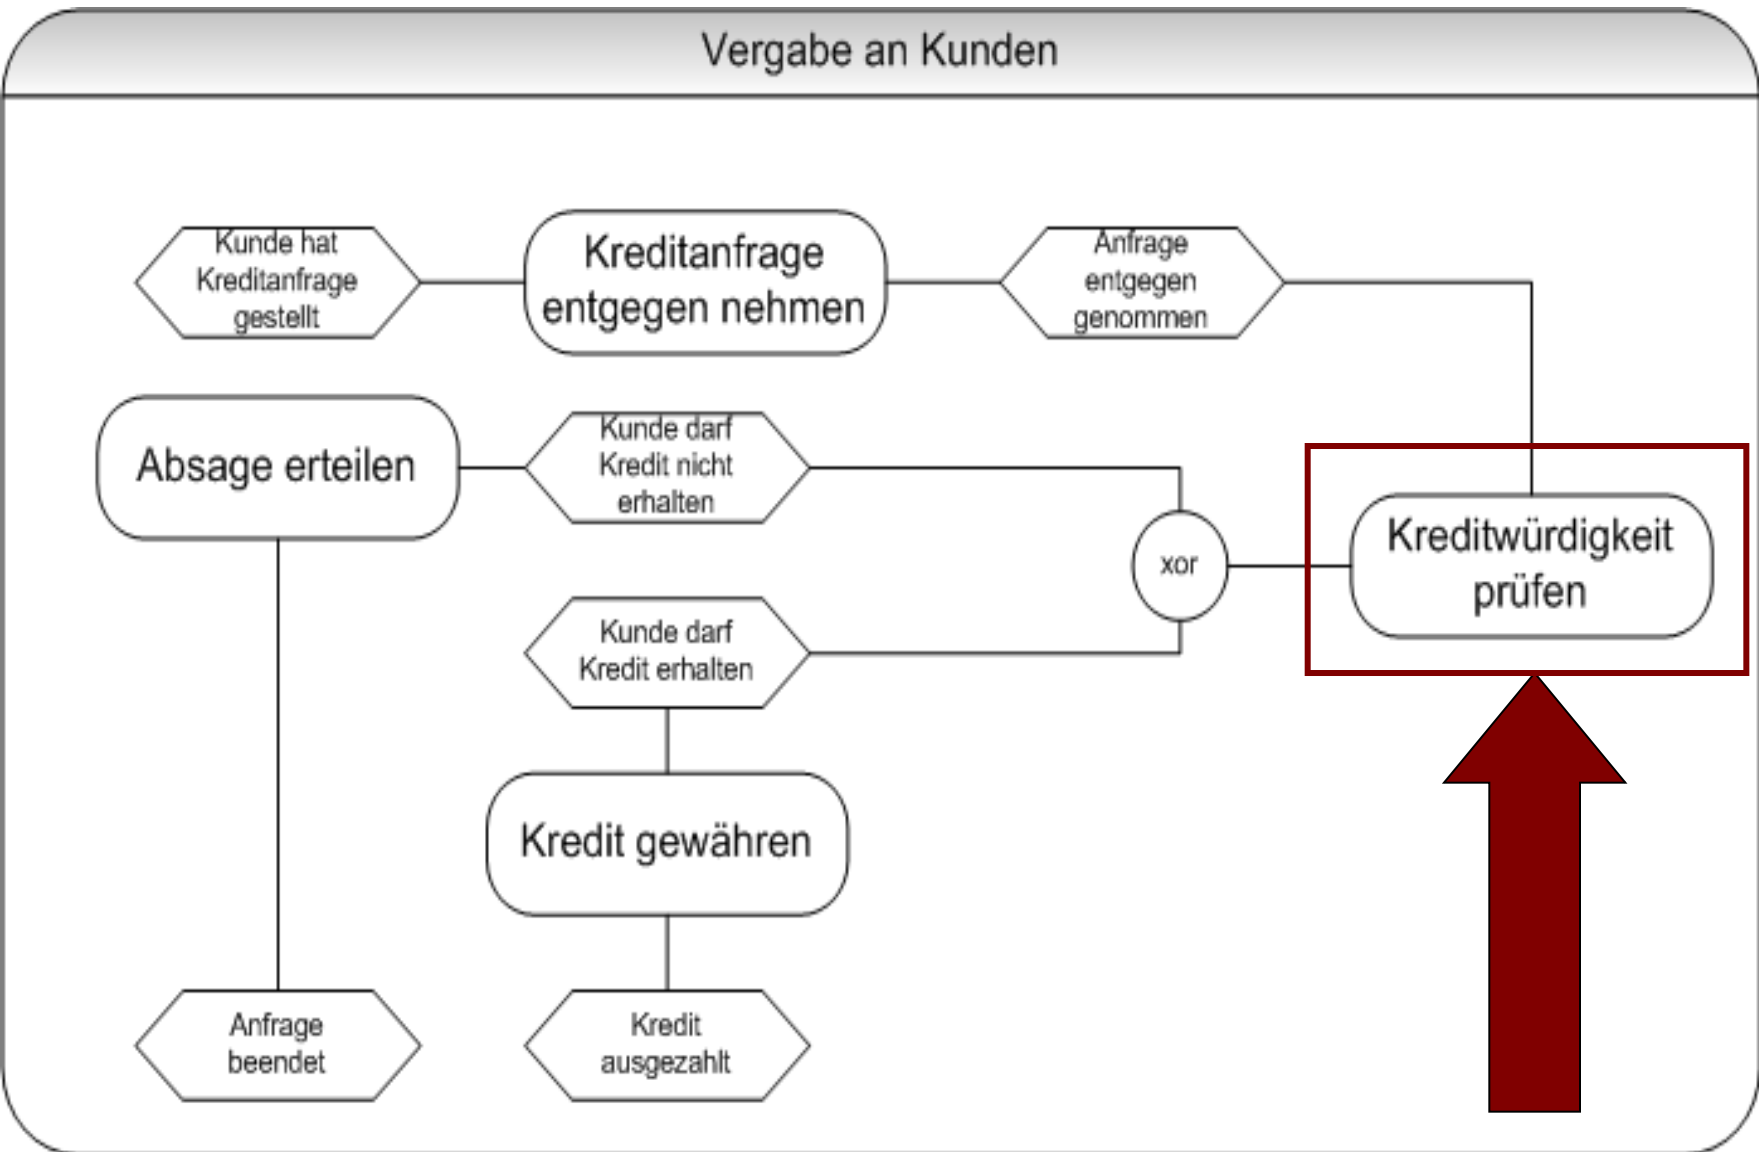 Vergabe an Kunden
Kunde hat
Kreditanfrage
gestellt
Kreditanfrage
entgegen nehmen
Anfrage
entgegen
genommen
Absage erteilen
Kunde darf
Kredit nicht
erhalten
xor
Kreditwürdigkeit
prüfen
Kunde darf
Kredit erhalten
Kredit gewähren
Anfrage
beendet
Kredit
ausgezahlt